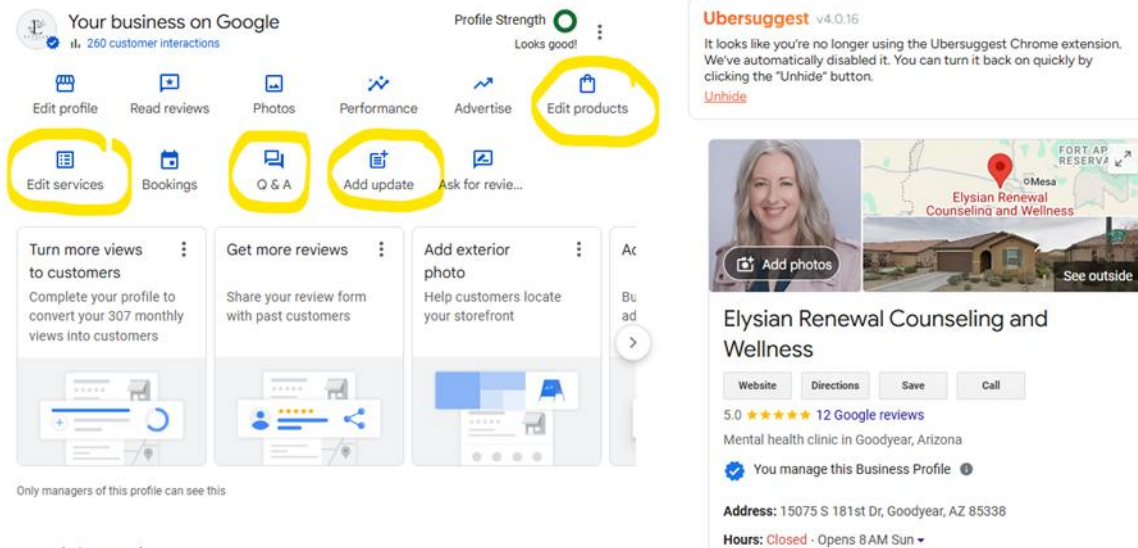 Your business on Google
260 customer interactions
Profile Strength
Looks good!
Edit profile
Read reviews
Photos
Performance
Advertise
Edit products
Edit services
Bookings
Q & A
Add update
Ask for revie...
Turn more views
to customers
Complete your profile to
convert your 307 monthly
views into customers
Get more reviews
Share your review form
with past customers
Add exterior
photo
Help customers locate
your storefront
Only managers of this profile can see this
Ubersuggest v4.0.16
It looks like you're no longer using the Ubersuggest Chrome extension.
We've automatically disabled it. You can turn it back on quickly by
clicking the "Unhide" button.
Unhide
Add photos
FORT AP
RESERVA
Mesa
Elysian Renewal
Counseling and Wellness
See outside
Elysian Renewal Counseling and
Wellness
Website
Directions
Save
Call
5.0 ★★★★★ 12 Google reviews
Mental health clinic in Goodyear, Arizona
You manage this Business Profile
Address: 15075 S 181st Dr, Goodyear, AZ 85338
Hours: Closed · Opens 8 AM Sun